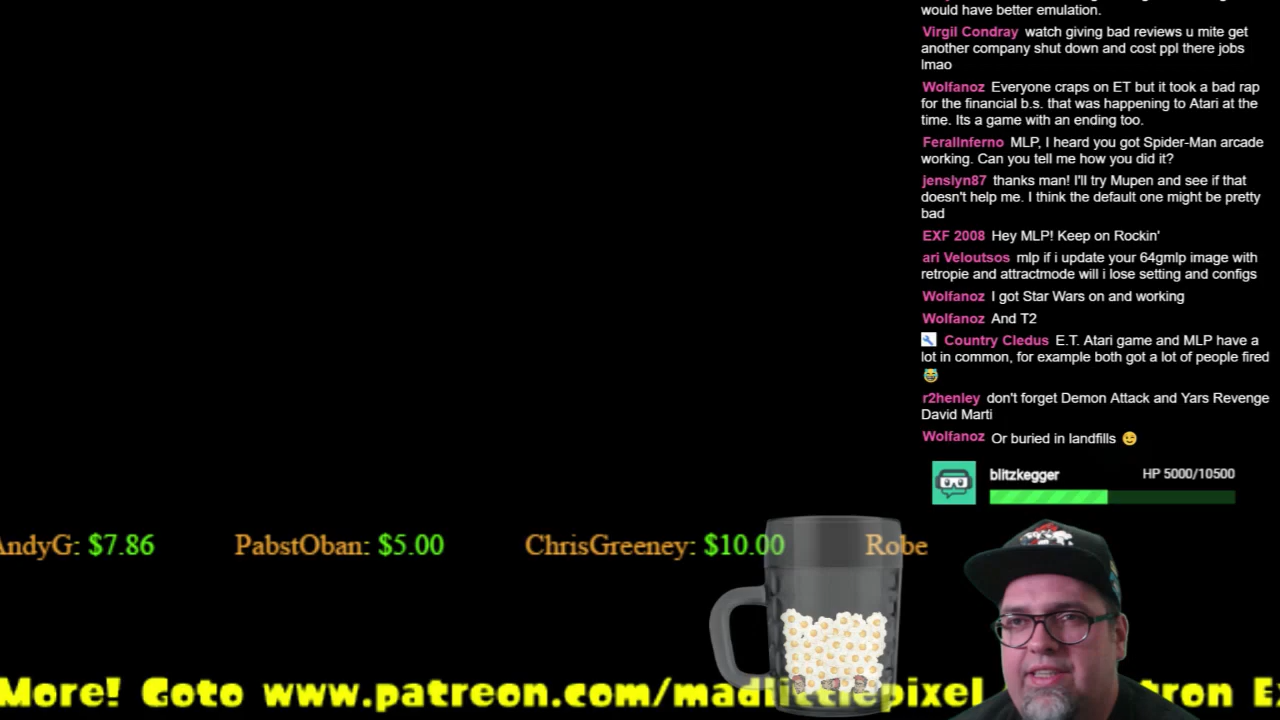 would have better emulation.
Virgil Condray watch giving bad reviews u mite get
another company shut down and cost ppl there jobs
lmao
Wolfanoz Everyone craps on ET but it took a bad rap
for the financial b.s. that was happening to Atari at the
time. Its a game with an ending too.
FeralInferno MLP, I heard you got Spider-Man arcade
working. Can you tell me how you did it?
jenslyn87 thanks man! I'll try Mupen and see if that
doesn't help me. I think the default one might be pretty
bad
EXF 2008 Hey MLP! Keep on Rockin'
ari Veloutsos mlp if i update your 64gmlp image with
retropie and attractmode will i lose setting and configs
Wolfanoz I got Star Wars on and working
Wolfanoz And T2
Country Cledus E.T. Atari game and MLP have a
lot in common, for example both got a lot of people fired
😹
r2henley don't forget Demon Attack and Yars Revenge
David Marti
Wolfanoz Or buried in landfills 😉
blitzkegger HP 5000/10500
AndyG: $7.86 PabstOban: $5.00 ChrisGreeney: $10.00 Robe
More! Goto www.patreon.com/madlittlepixel tron Ex